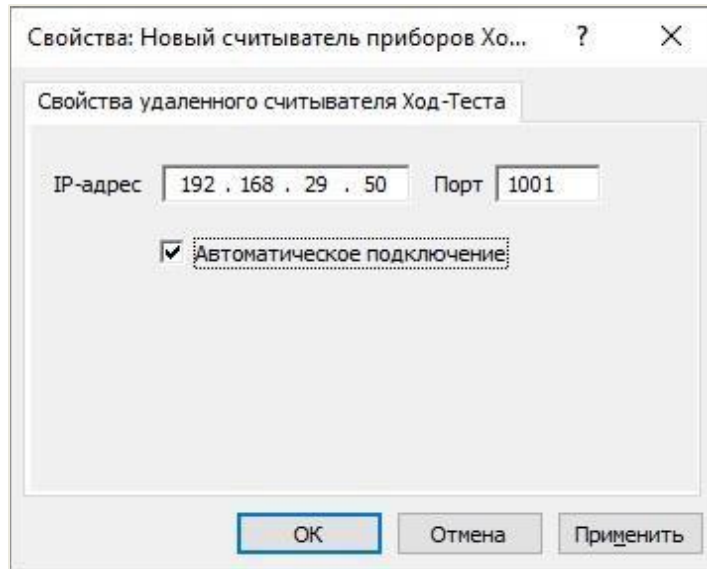 Свойства: Новый считыватель приборов Хо... ?
Свойства удаленного считывателя Ход-Теста
IP-адрес 192 . 168 . 29 . 50 Порт 1001
Автоматическое подключение
ОК Отмена Применить